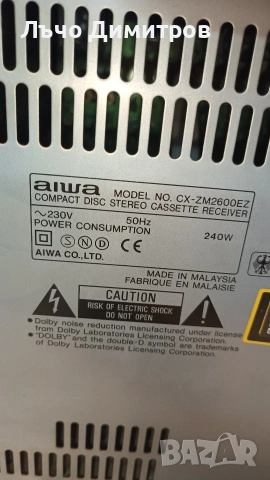 Лъчо Димитров
aiwa MODEL NO. CX-ZM2600EZ
COMPACT DISC STEREO CASSETTE RECEIVER
~230V 50Hz
POWER CONSUMPTION 240W
S N D CE
AIWA CO.,LTD.
MADE IN MALAYSIA
FABRIQUE EN MALAISIE
CAUTION
RISK OF ELECTRIC SHOCK
DO NOT OPEN
• Dolby noise reduction manufactured under license
from Dolby Laboratories Licensing Corporation.
• "DOLBY" and the double-D symbol are trademarks
of Dolby Laboratories Licensing Corporation.
BAZAR